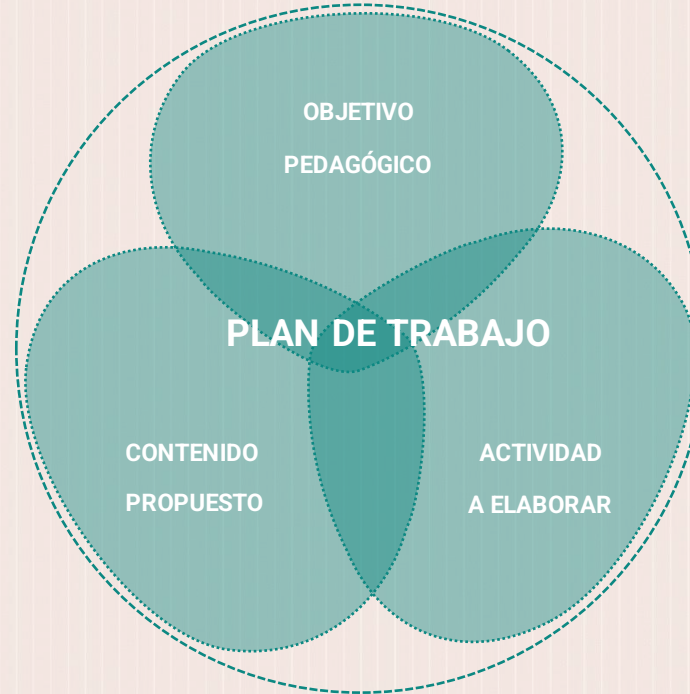 OBJETIVO
PEDAGÓGICO
PLAN DE TRABAJO
CONTENIDO
PROPUESTO
ACTIVIDAD
A ELABORAR